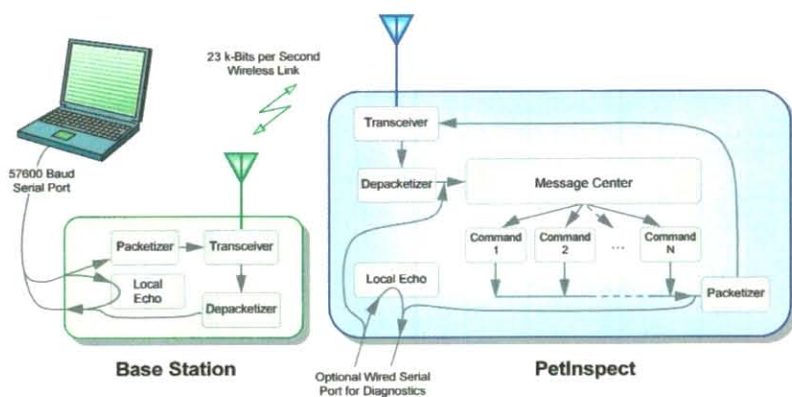 23 k-Bits per Second
Wireless Link
57600 Baud
Serial Port
Packetizer
Transceiver
Local
Echo
Depacketizer
Base Station
Transceiver
Depacketizer
Message Center
Command
1
Command
2
...
Command
N
Local Echo
Packetizer
Optional Wired Serial
Port for Diagnostics
PetInspect